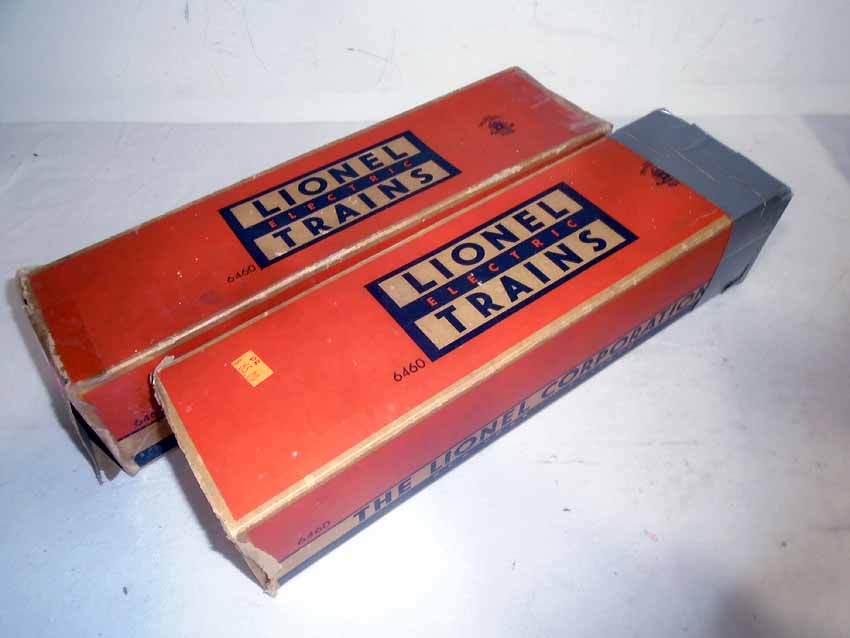 LIONEL
ELECTRIC
TRAINS
6460
LIONEL
ELECTRIC
TRAINS
6460
6460
THE LIONEL CORPORATION